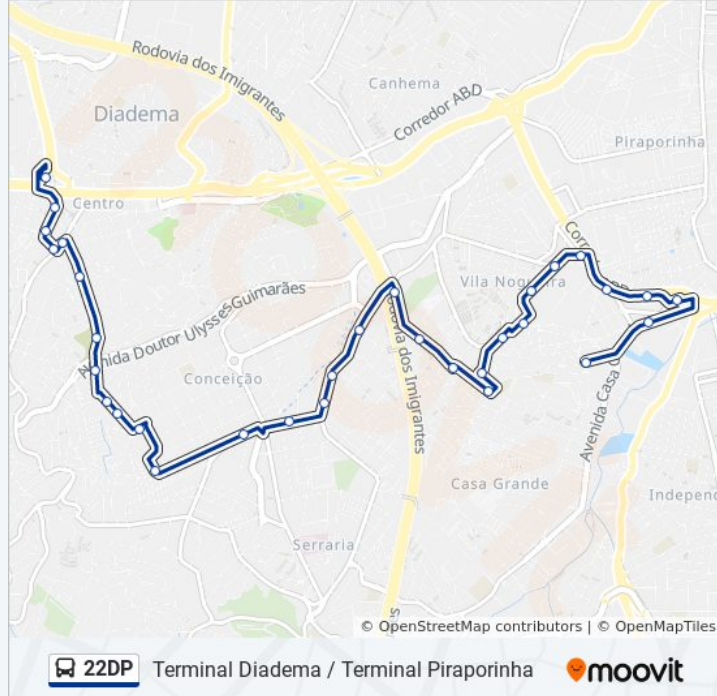 Rodovia dos Imigrantes
Canhema
Diadema
Corredor ABD
Piraporinha
Centro
Vila Nogueira
Avenida Doutor Ulysses Guimarães
Rodovia dos Imigrantes
Conceição
Avenida Casa
Casa Grande
Serraria
© OpenStreetMap contributors | © OpenMapTiles
22DP Terminal Diadema / Terminal Piraporinha moovit